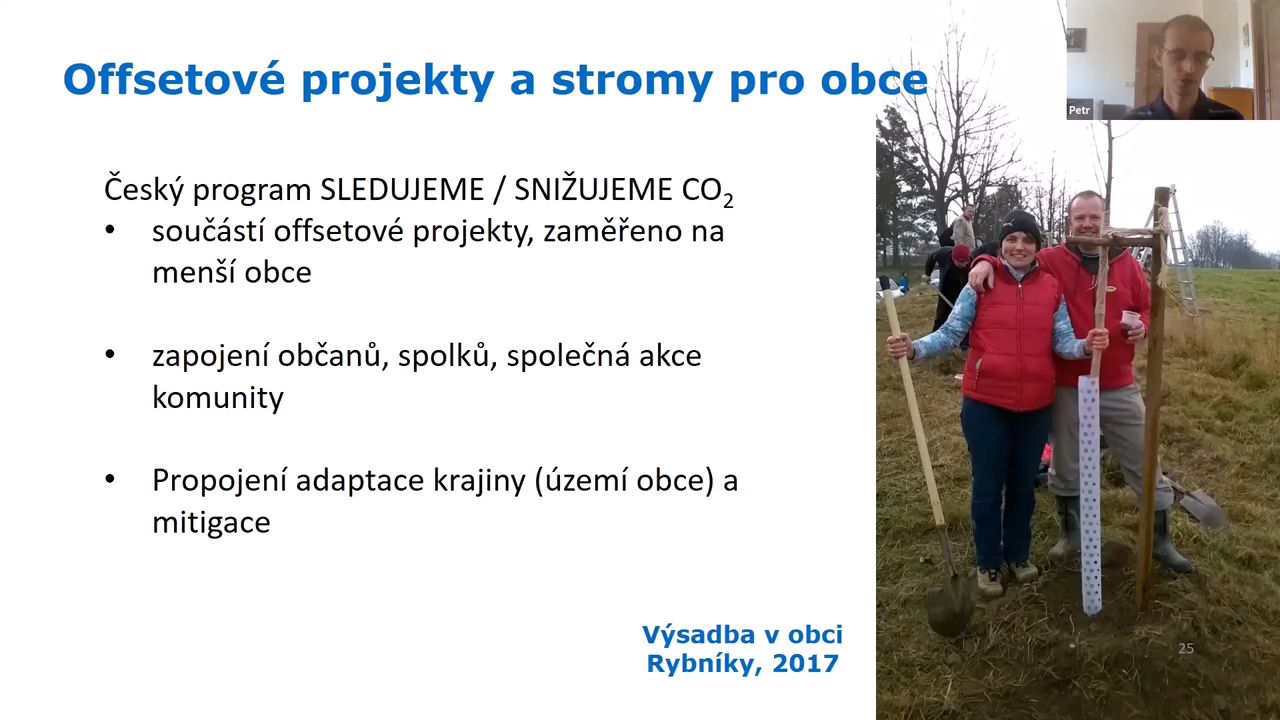 Offsetové projekty a stromy pro obce
Petr
Český program SLEDUJEME / SNIŽUJEME CO₂
• součástí offsetové projekty, zaměřeno na
menší obce
• zapojení občanů, spolků, společná akce
komunity
• Propojení adaptace krajiny (území obce) a
mitigace
Výsadba v obci
Rybníky, 2017
25